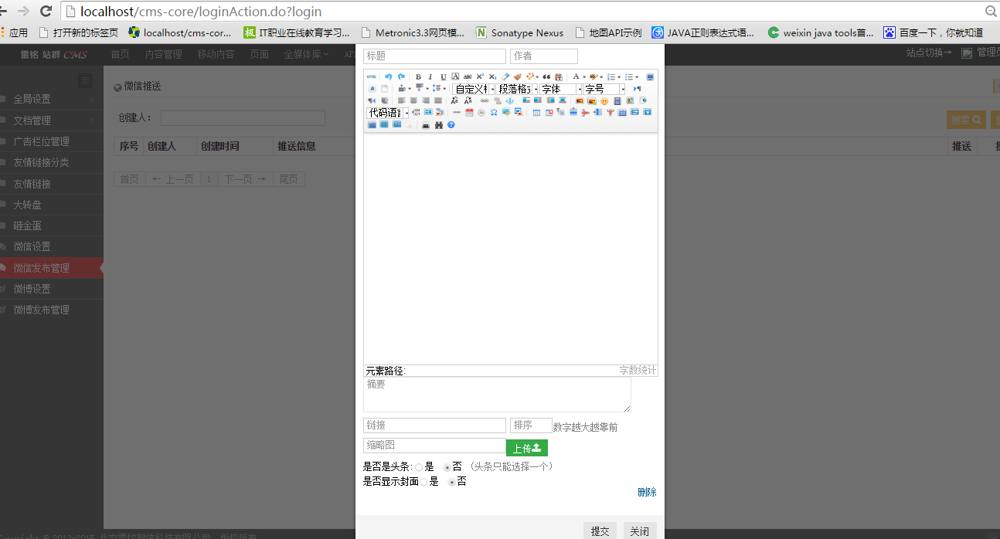 localhost/cms-core/loginAction.do?login
应用 打开新的标签页 localhost/cms-cor... IT职业在线教育学习... Metronic3.3网页模... Sonatype Nexus 地图API示例 JAVA正则表达式语... weixin java tools首... 百度一下，你就知道
雷铭 站群 CMS 首页 内容管理 移动内容 页面 全媒体库 AP 站点切换 管理员
标题 作者
微信推送
全局设置
文档管理
广告栏位管理
友情链接分类
友情链接
大转盘
砸金蛋
微信设置
微信发布管理
微博设置
微博发布管理
创建人：
搜索
序号 创建人 创建时间 推送信息 推送
首页 ← 上一页 1 下一页 → 尾页
HTML
自定义标 段落格式 字体 字号
代码语言
元素路径: 字数统计
摘要
链接 排序 数字越大越靠前
缩略图 上传
是否是头条: 是 否 （头条只能选择一个）
是否显示封面 是 否
删除
提交 关闭